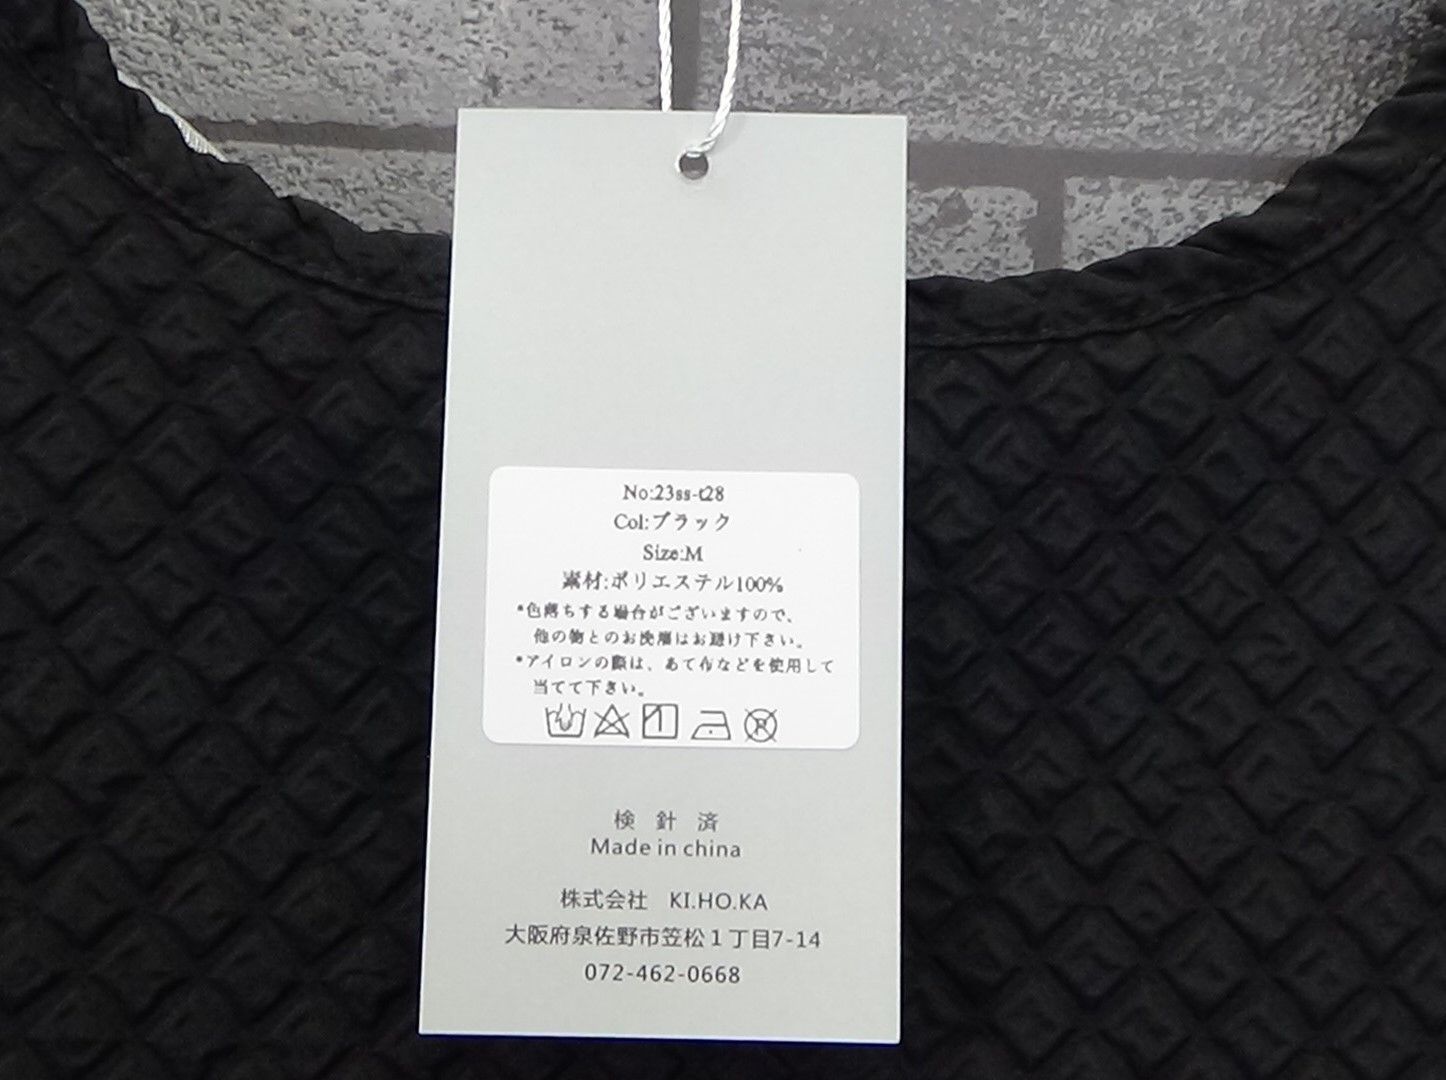 No:23ss-t28
Col:ブラック
Size:M
素材:ポリエステル100%
*色落ちする場合がございますので、
他の物とのお洗濯はお避け下さい。
*アイロンの際は、あて布などを使用して
当てて下さい。
検 針 済
Made in china
株式会社 KI.HO.KA
大阪府泉佐野市笠松1丁目7-14
072-462-0668